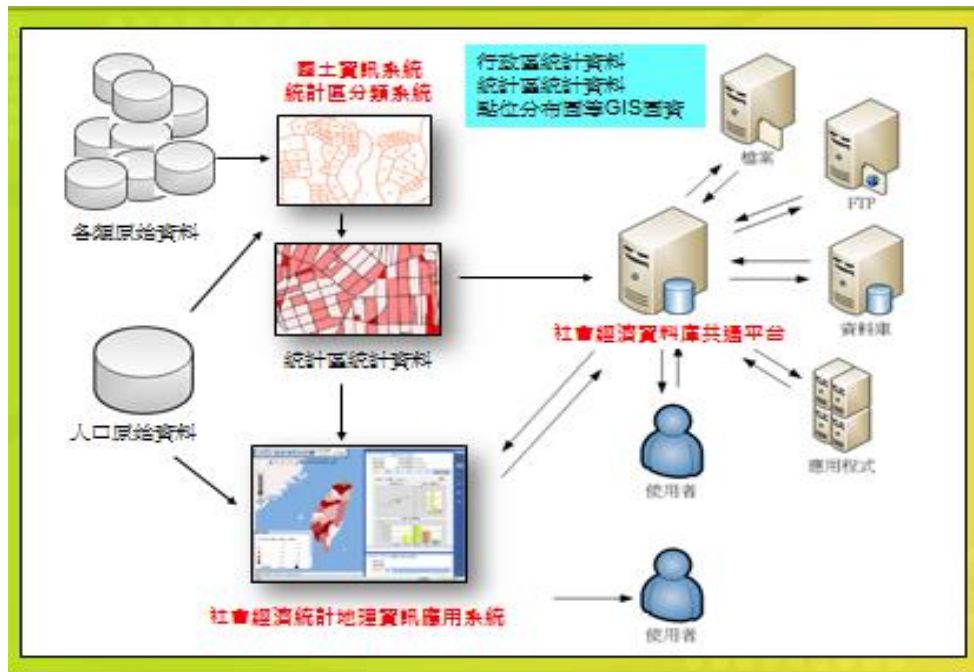 國土資訊系統
統計區分類系統
行政區統計資料
統計區統計資料
點位分布圖等GIS圖資
檔案
FTP
各類原始資料
社會經濟資料庫共通平台
資料庫
統計區統計資料
人口原始資料
應用程式
使用者
社會經濟統計地理資訊應用系統
使用者